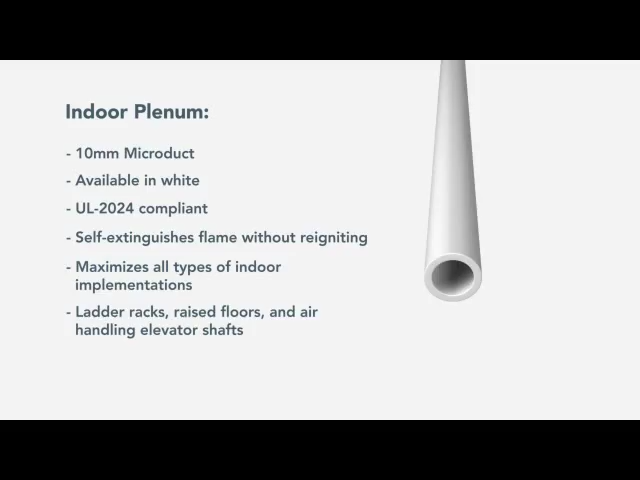 Indoor Plenum:
- 10mm Microduct
- Available in white
- UL-2024 compliant
- Self-extinguishes flame without reigniting
- Maximizes all types of indoor
implementations
- Ladder racks, raised floors, and air
handling elevator shafts